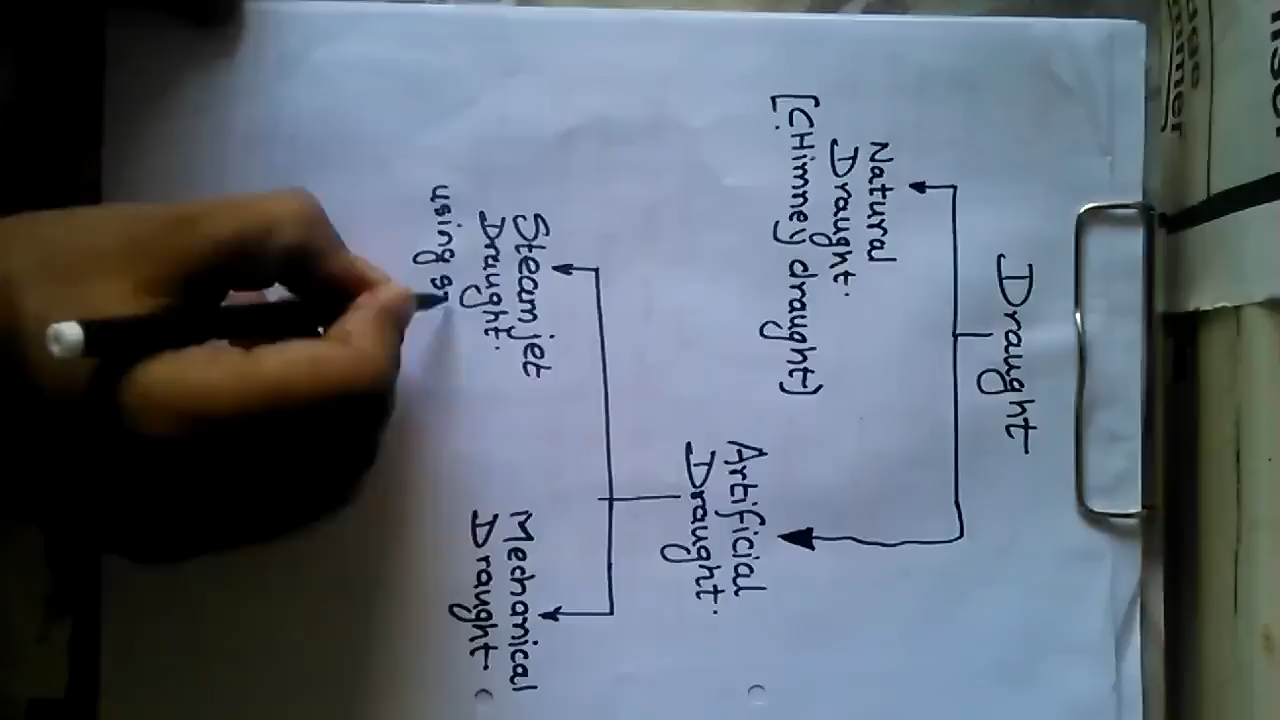 Draught
Natural
Draught.
[CHimney draught)
Artificial
Draught.
Steam jet
Draught.
using
Mechanical
Draught (